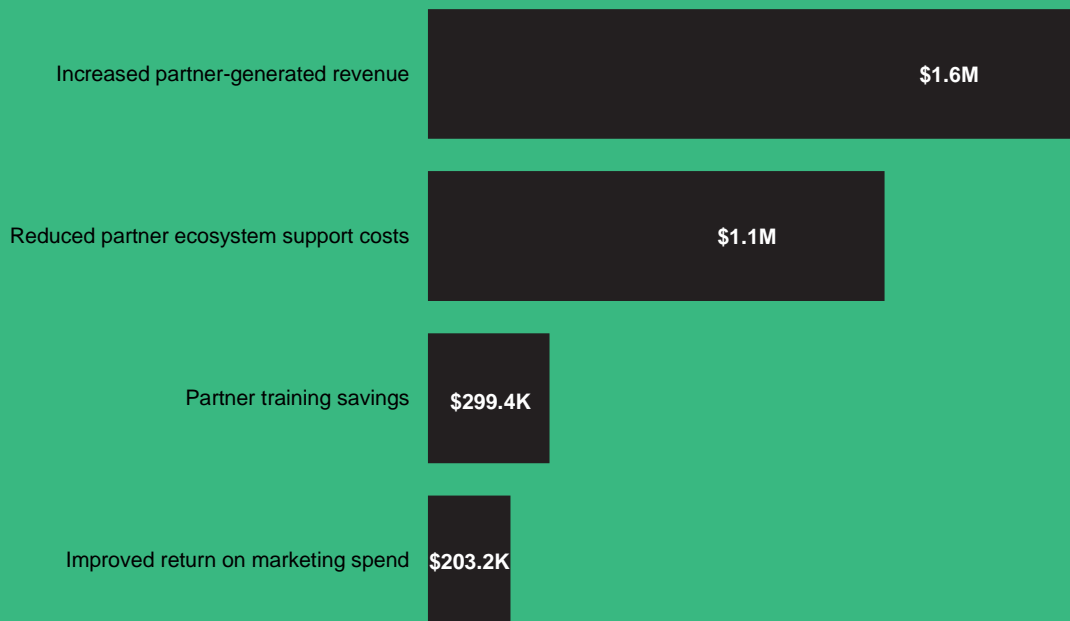 Increased partner-generated revenue
$1.6M
Reduced partner ecosystem support costs
$1.1M
Partner training savings
$299.4K
Improved return on marketing spend
$203.2K